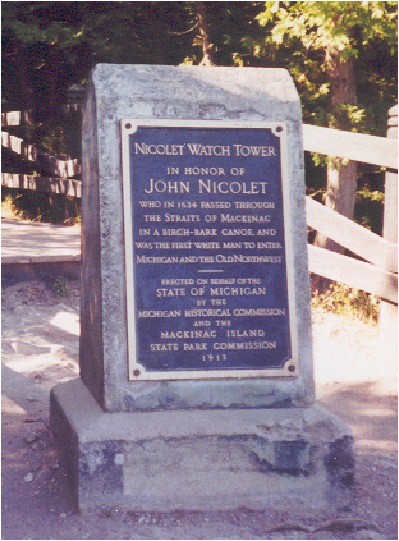 NICOLET WATCH TOWER
IN HONOR OF
JOHN NICOLET
WHO IN 1634 PASSED THROUGH
THE STRAITS OF MACKINAC
IN A BIRCH-BARK CANOE AND
WAS THE FIRST WHITE MAN TO ENTER
MICHIGAN AND THE OLD NORTHWEST
ERECTED ON BEHALF OF THE
STATE OF MICHIGAN
BY THE
MICHIGAN HISTORICAL COMMISSION
AND THE
MACKINAC ISLAND
STATE PARK COMMISSION